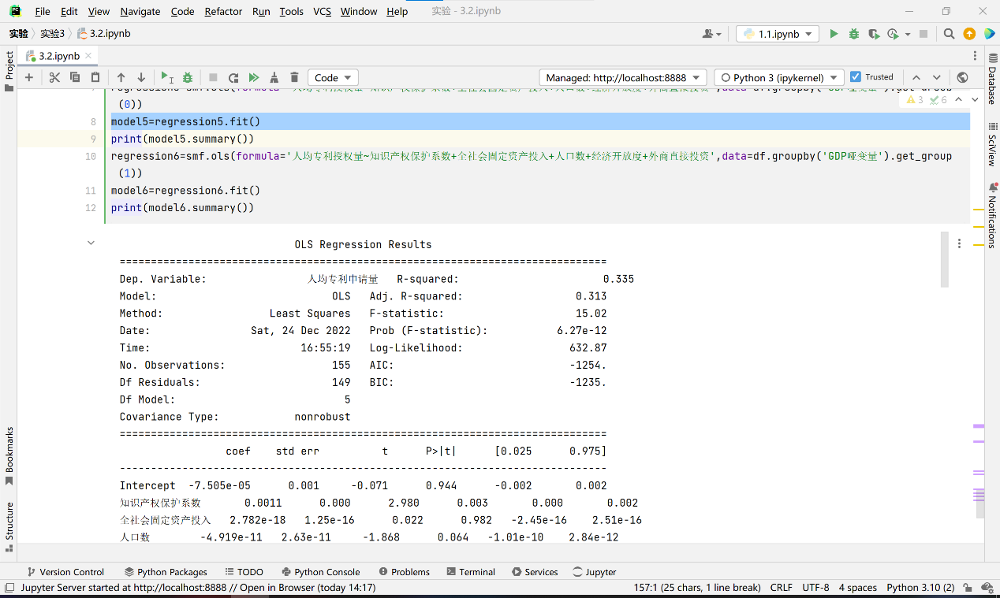 File Edit View Navigate Code Refactor Run Tools VCS Window Help 实验 - 3.2.ipynb
实验 实验3 3.2.ipynb 1.1.ipynb
Project
3.2.ipynb
Code Managed: http://localhost:8888 Python 3 (ipykernel) Trusted
3 6
(0))
8 model5=regression5.fit()
9 print(model5.summary())
10 regression6=smf.ols(formula='人均专利授权量~知识产权保护系数+全社会固定资产投入+人口数+经济开放度+外商直接投资',data=df.groupby('GDP哑变量').get_group
(1))
11 model6=regression6.fit()
12 print(model6.summary())
OLS Regression Results
==============================================================================
Dep. Variable: 人均专利申请量 R-squared: 0.335
Model: OLS Adj. R-squared: 0.313
Method: Least Squares F-statistic: 15.02
Date: Sat, 24 Dec 2022 Prob (F-statistic): 6.27e-12
Time: 16:55:19 Log-Likelihood: 632.87
No. Observations: 155 AIC: -1254.
Df Residuals: 149 BIC: -1235.
Df Model: 5
Covariance Type: nonrobust
==============================================================================
coef std err t P>|t| [0.025 0.975]
------------------------------------------------------------------------------
Intercept -7.505e-05 0.001 -0.071 0.944 -0.002 0.002
知识产权保护系数 0.0011 0.000 2.980 0.003 0.000 0.002
全社会固定资产投入 2.782e-18 1.25e-16 0.022 0.982 -2.45e-16 2.51e-16
人口数 -4.919e-11 2.63e-11 -1.868 0.064 -1.01e-10 2.84e-12
Bookmarks
Structure
Database
SciView
Notifications
Version Control Python Packages TODO Python Console Problems Terminal Services Jupyter
Jupyter Server started at http://localhost:8888 // Open in Browser (today 14:17) 157:1 (25 chars, 1 line break) CRLF UTF-8 4 spaces Python 3.10 (2)